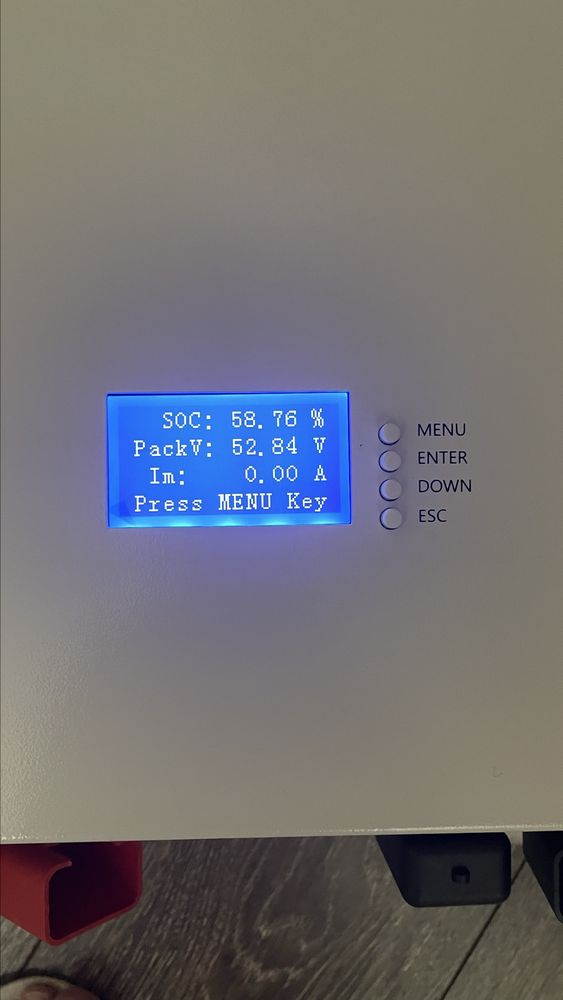 SOC: 58.76 %
PackV: 52.84 V
Im: 0.00 A
Press MENU Key
MENU
ENTER
DOWN
ESC